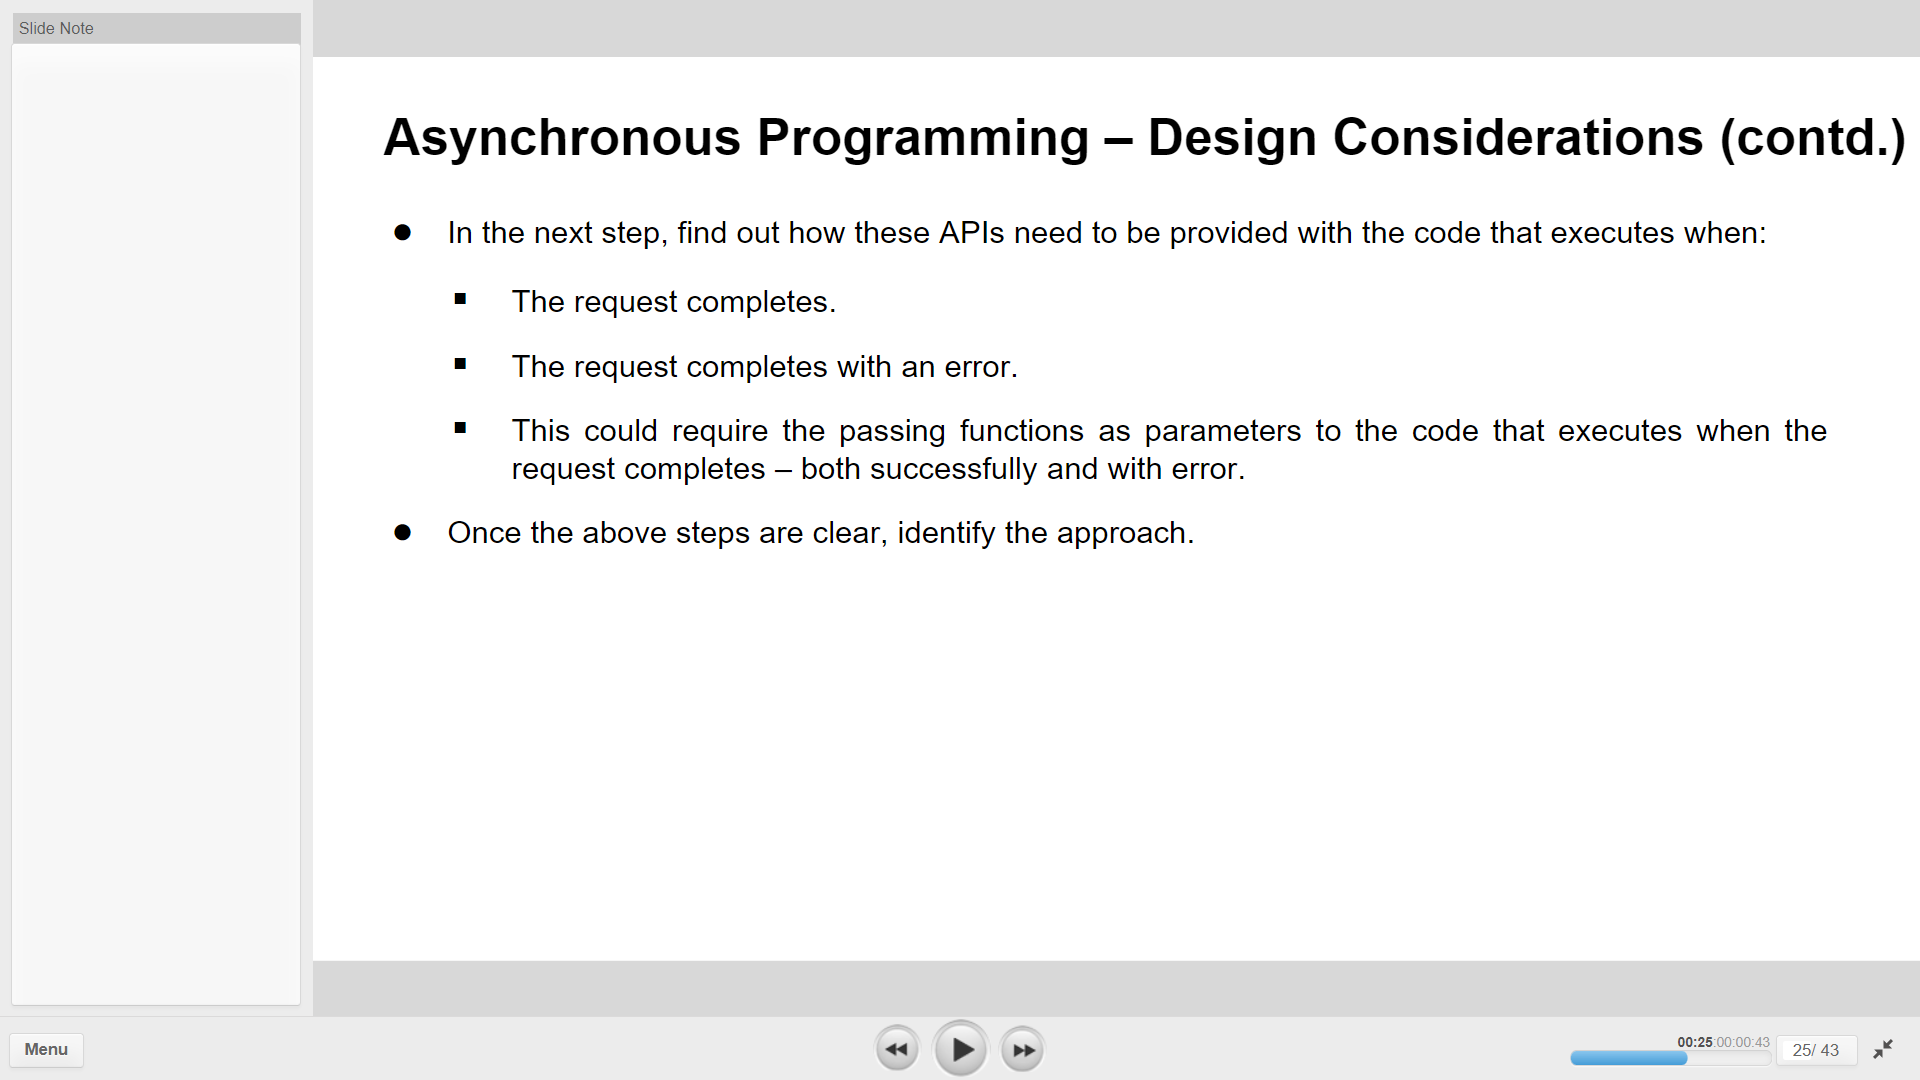 Slide Note
Asynchronous Programming – Design Considerations (contd.)
● In the next step, find out how these APIs need to be provided with the code that executes when:
▪ The request completes.
▪ The request completes with an error.
▪ This could require the passing functions as parameters to the code that executes when the
request completes – both successfully and with error.
● Once the above steps are clear, identify the approach.
Menu
00:25:00:00:43
25/ 43